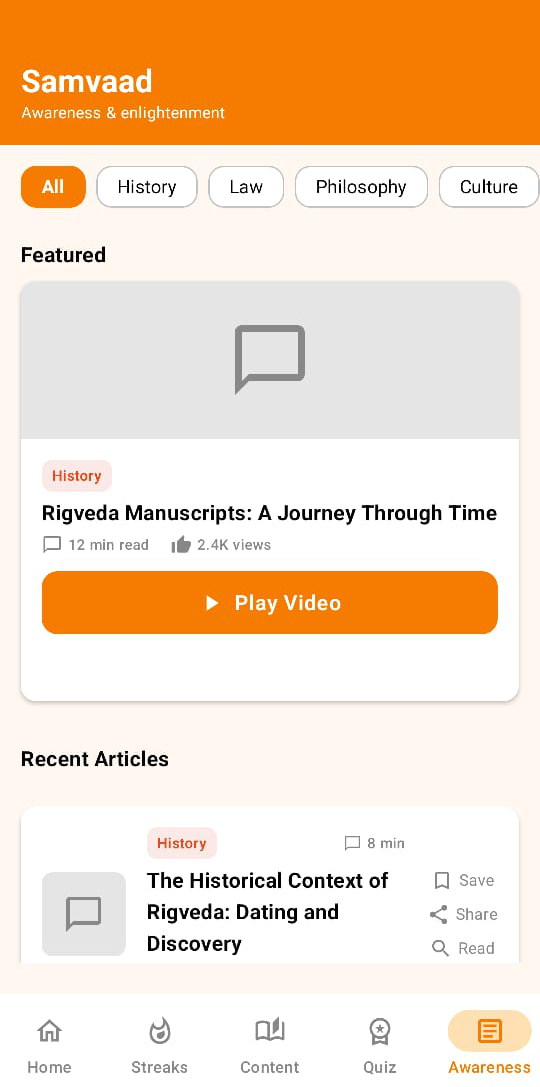 Samvaad
Awareness & enlightenment
All
History
Law
Philosophy
Culture
Featured
History
Rigveda Manuscripts: A Journey Through Time
12 min read
2.4K views
Play Video
Recent Articles
History
8 min
The Historical Context of
Rigveda: Dating and
Discovery
Save
Share
Read
Home
Streaks
Content
Quiz
Awareness